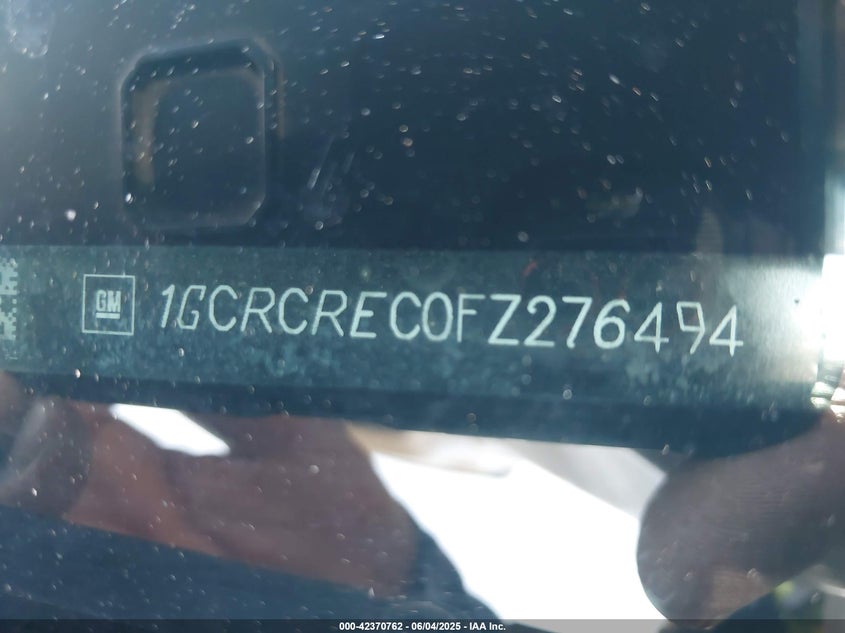 GM 1GCRCREC0FZ276494
000-42370762 - 06/04/2025 - IAA Inc.